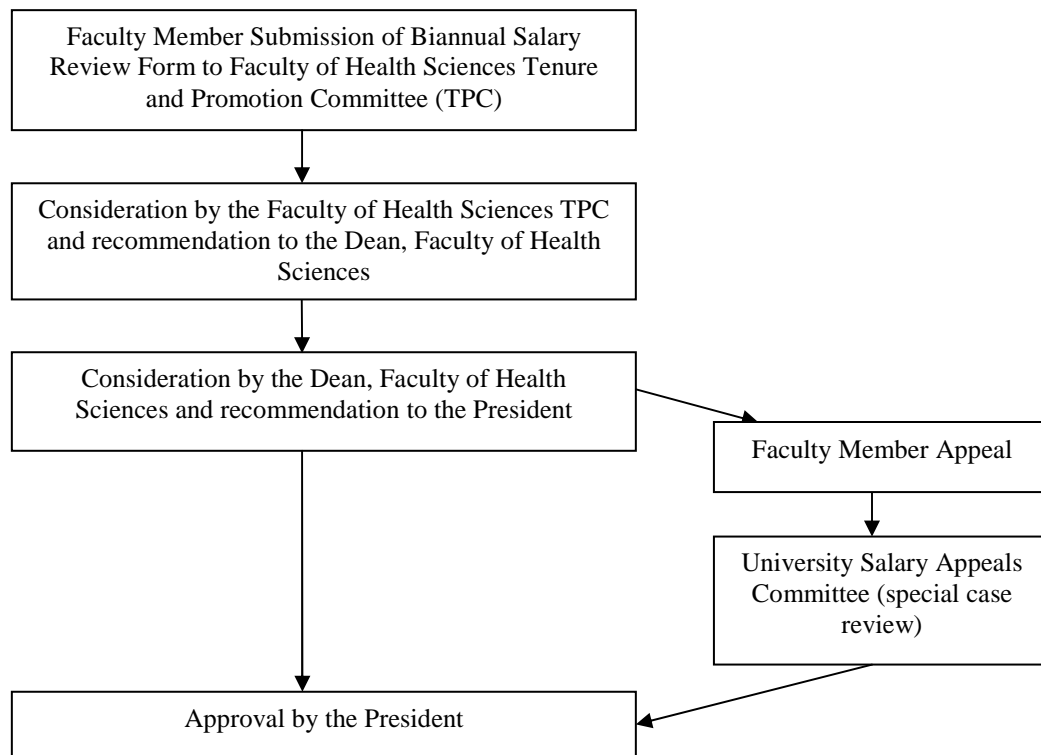 Faculty Member Submission of Biannual Salary
Review Form to Faculty of Health Sciences Tenure
and Promotion Committee (TPC)
Consideration by the Faculty of Health Sciences TPC
and recommendation to the Dean, Faculty of Health
Sciences
Consideration by the Dean, Faculty of Health
Sciences and recommendation to the President
Faculty Member Appeal
University Salary Appeals
Committee (special case
review)
Approval by the President